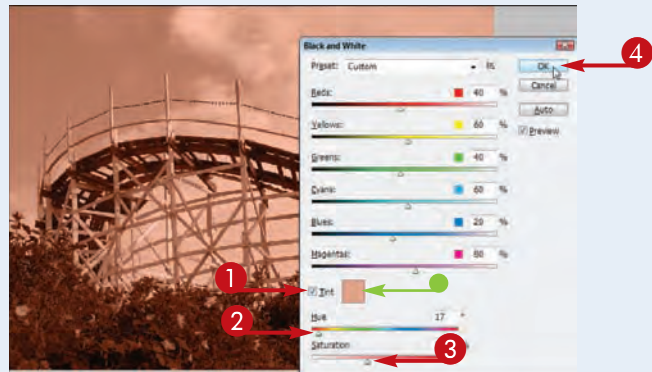 Black and White
Preset: Custom
OK
Cancel
Auto
Preview
Reds: 40 %
Yellows: 60 %
Greens: 40 %
Cyans: 60 %
Blues: 20 %
Magentas: 80 %
Tint
Hue 17 °
Saturation %
1
2
3
4